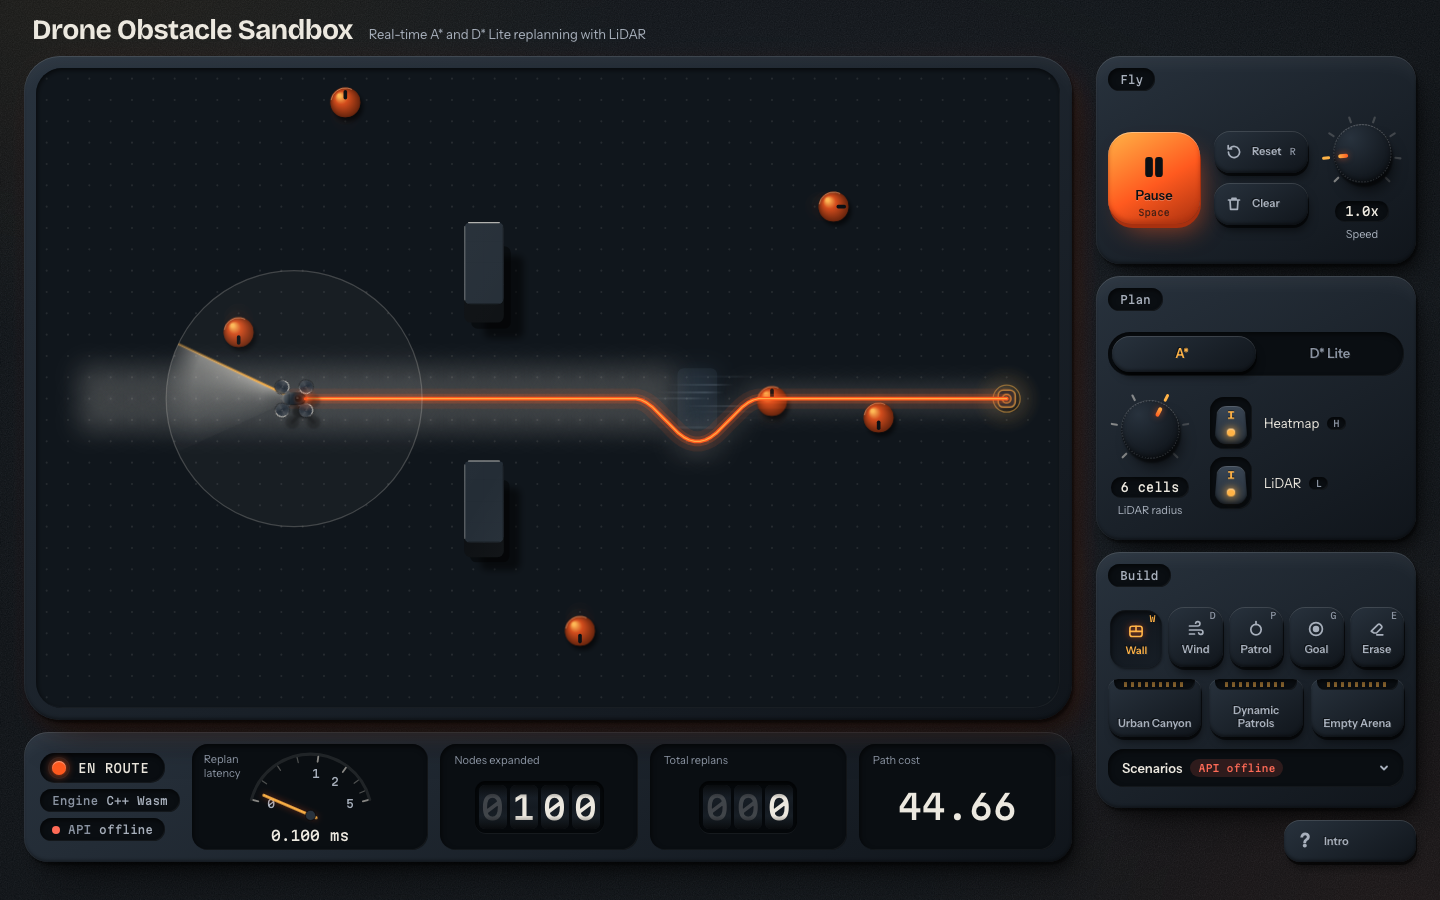 Drone Obstacle Sandbox
Real-time A* and D* Lite replanning with LiDAR
Fly
Pause
Space
Reset R
Clear
1.0x
Speed
Plan
A*
D* Lite
6 cells
LiDAR radius
I
Heatmap H
I
LiDAR L
Build
W
Wall
D
Wind
P
Patrol
G
Goal
E
Erase
Urban Canyon
Dynamic
Patrols
Empty Arena
Scenarios API offline
? Intro
EN ROUTE
Engine C++ Wasm
API offline
Replan
latency
0 1 2 5
0.100 ms
Nodes expanded
0100
Total replans
000
Path cost
44.66